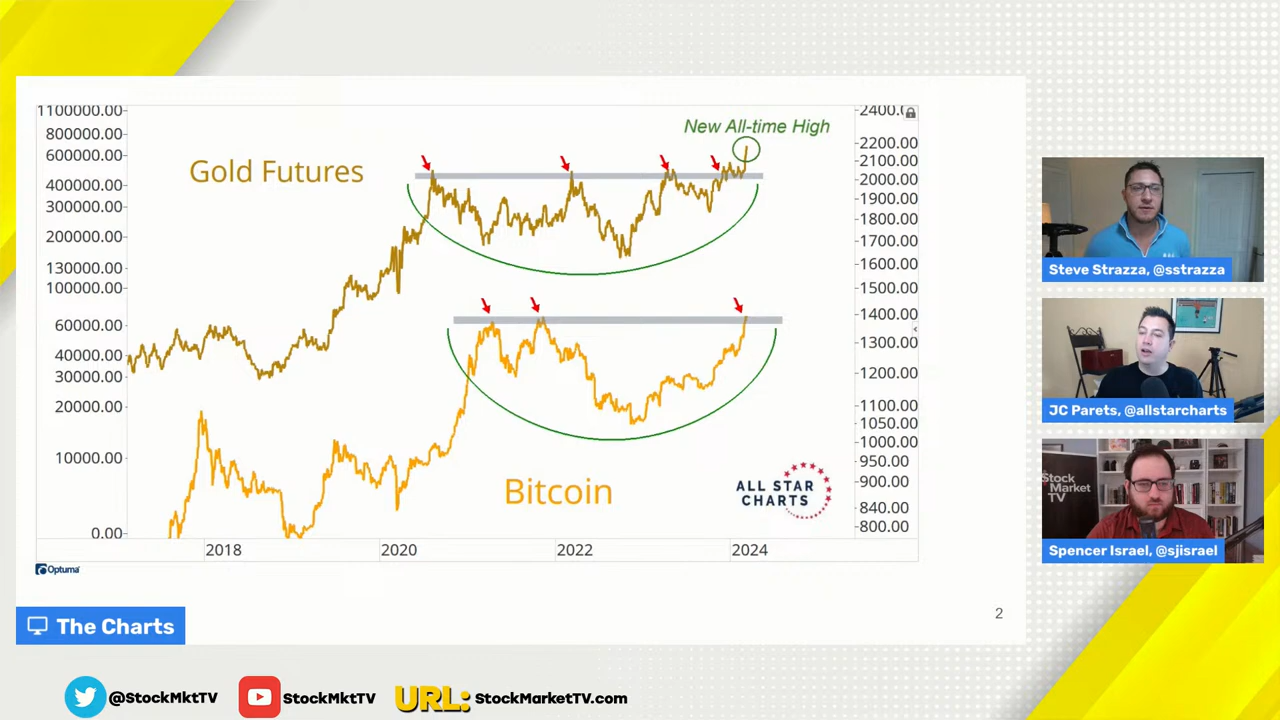 1100000.00
800000.00
600000.00
400000.00
300000.00
200000.00
130000.00
100000.00
60000.00
40000.00
30000.00
20000.00
10000.00
0.00
Gold Futures
New All-time High
Bitcoin
ALL STAR
CHARTS
2200.00
2100.00
2000.00
1900.00
1800.00
1700.00
1600.00
1500.00
1400.00
1300.00
1200.00
1100.00
1050.00
1000.00
950.00
900.00
840.00
800.00
2018
2020
2022
2024
Optuma
2
The Charts
Steve Strazza, @sstrazza
JC Parets, @allstarcharts
Stock
Market
TV
Spencer Israel, @sjisrael
@StockMktTV
StockMktTV
URL: StockMarketTV.com